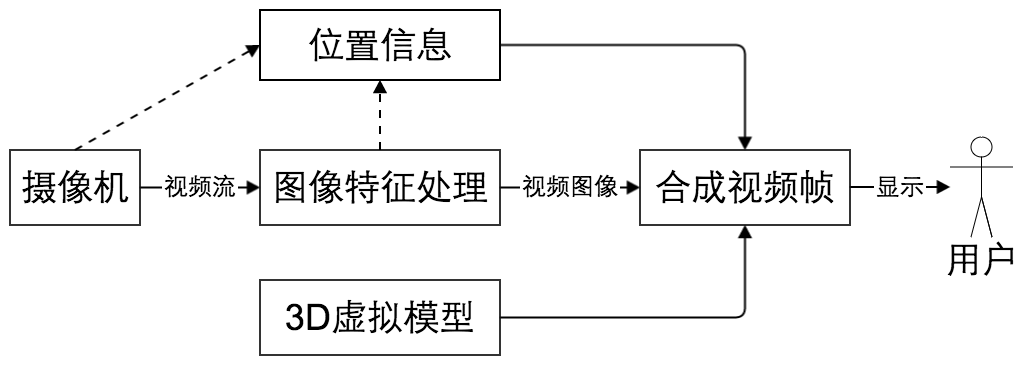 位置信息
摄像机
视频流
图像特征处理
视频图像
合成视频帧
显示
用户
3D虚拟模型